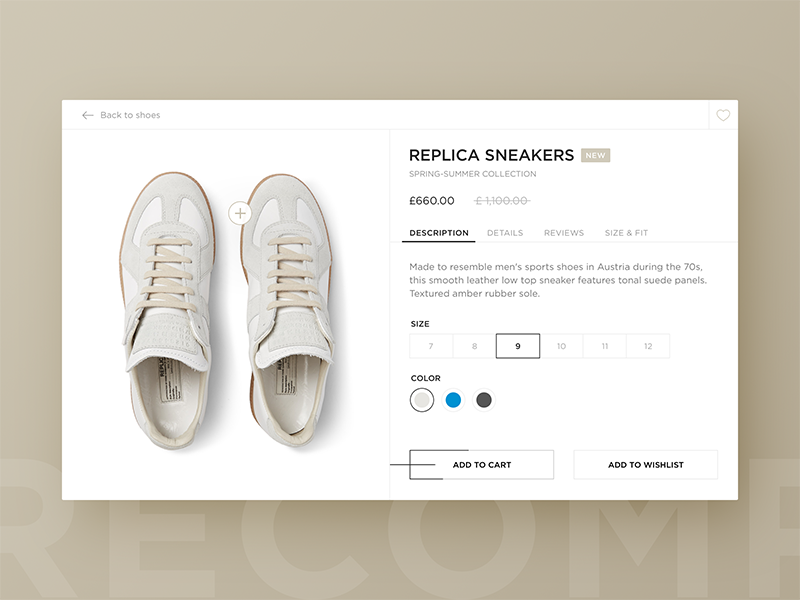 Back to shoes
REPLICA SNEAKERS NEW
SPRING-SUMMER COLLECTION
£660.00 £1,100.00
DESCRIPTION DETAILS REVIEWS SIZE & FIT
Made to resemble men's sports shoes in Austria during the 70s,
this smooth leather low top sneaker features tonal suede panels.
Textured amber rubber sole.
SIZE
7 8 9 10 11 12
COLOR
ADD TO CART ADD TO WISHLIST
RECOM